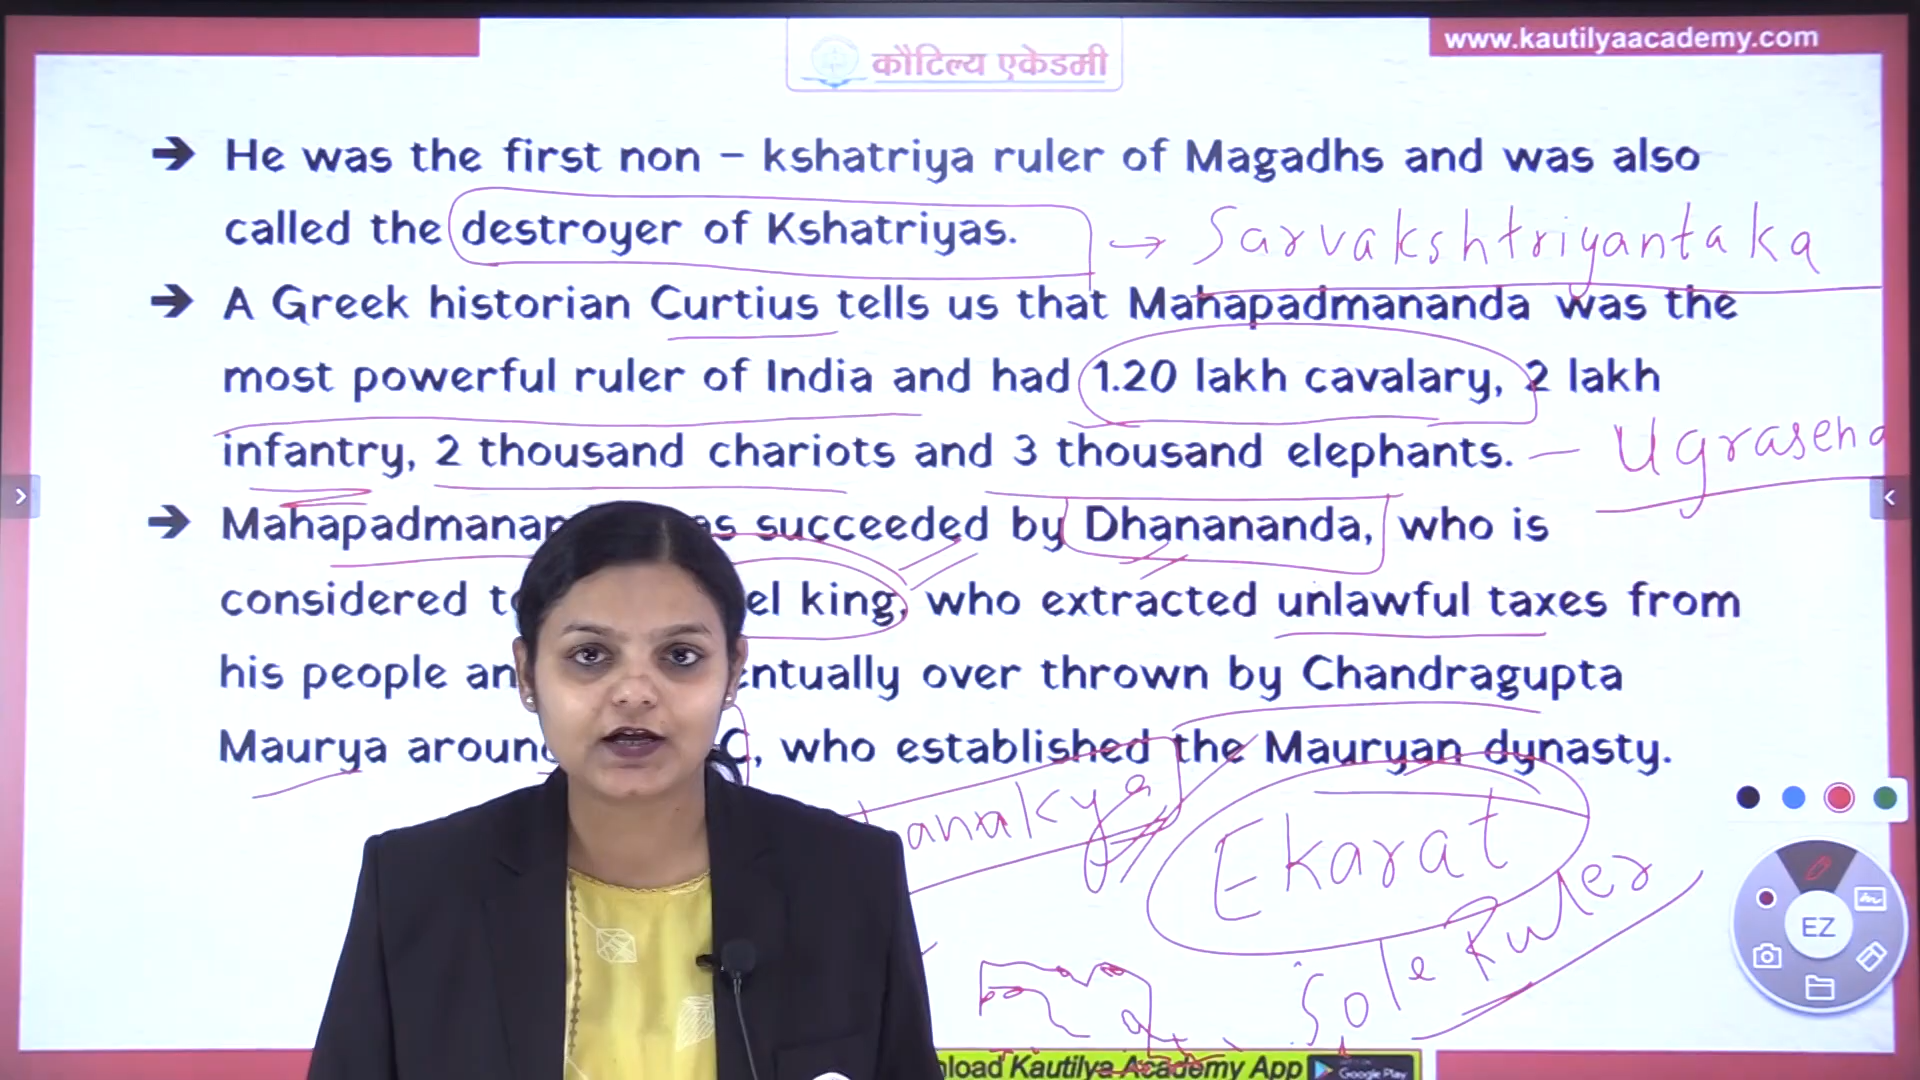 www.kautilyaacademy.com
कौटिल्य एकेडमी
→ He was the first non – kshatriya ruler of Magadhs and was also
called the destroyer of Kshatriyas. → Sarvakshtriyantaka
→ A Greek historian Curtius tells us that Mahapadmananda was the
most powerful ruler of India and had 1.20 lakh cavalary, 2 lakh
infantry, 2 thousand chariots and 3 thousand elephants. – Ugrasena
→ succeeded by Dhanananda, who is
considered king, who extracted unlawful taxes from
his people over thrown by Chandragupta
Maurya who established the Mauryan dynasty.
Ekarat
Sole Ruler
EZ
Kautilya Academy App
Google Play